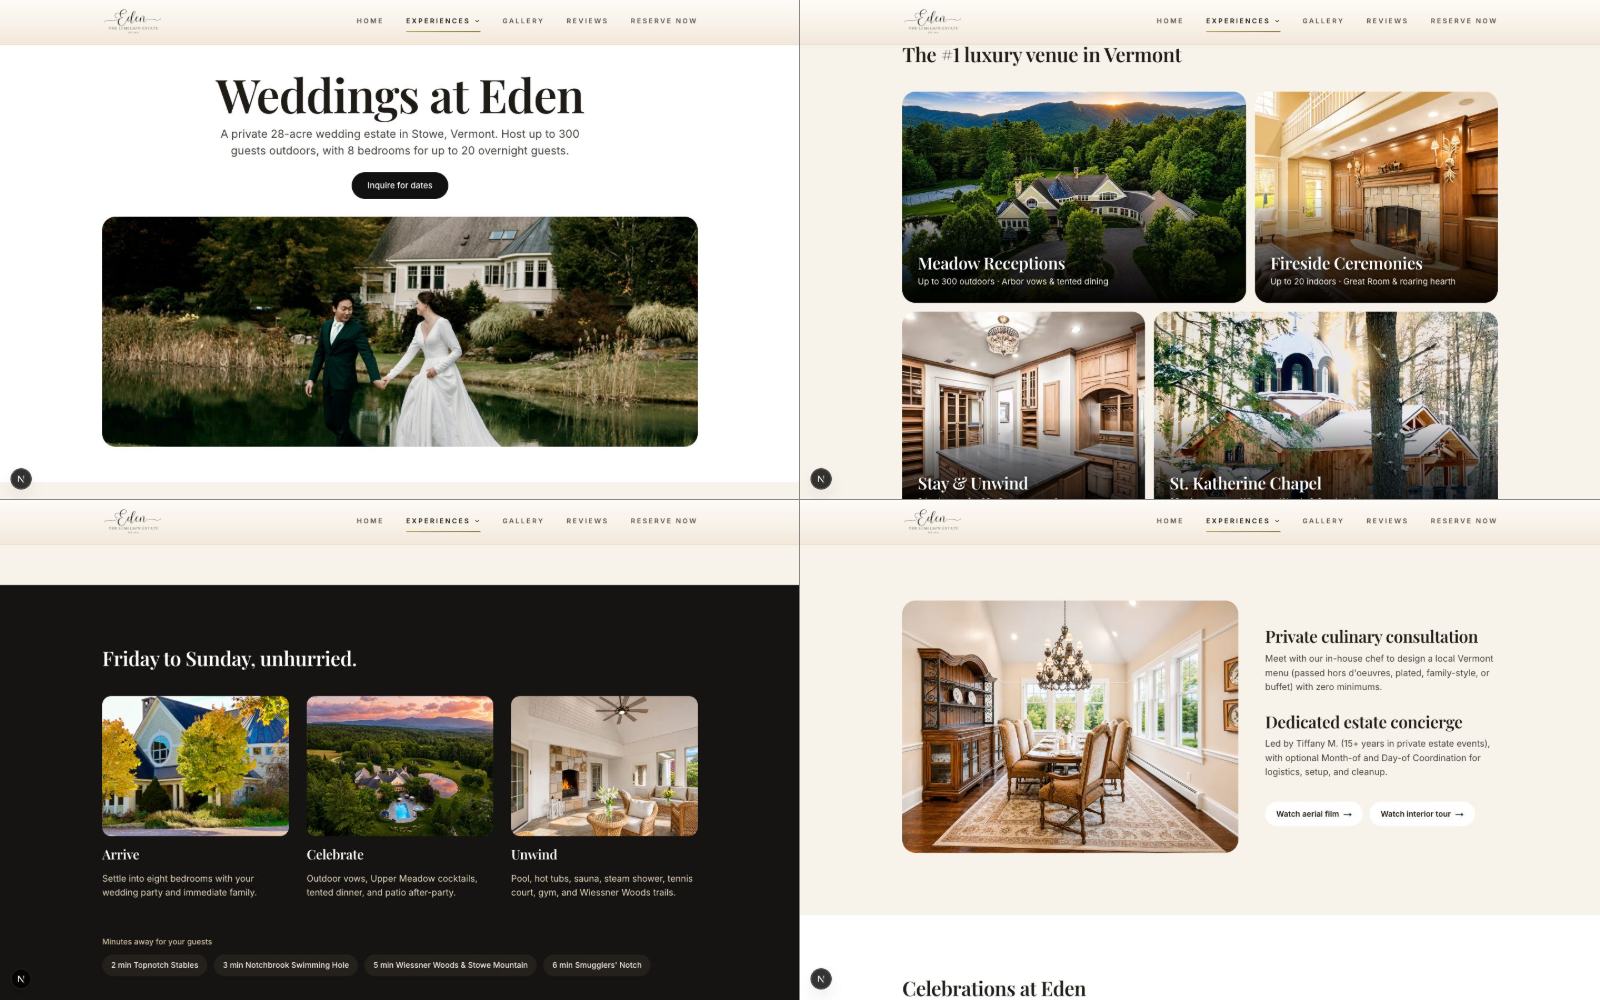 Eden
HOME
EXPERIENCES
GALLERY
REVIEWS
RESERVE NOW
Weddings at Eden
A private 28-acre wedding estate in Stowe, Vermont. Host up to 300
guests outdoors, with 8 bedrooms for up to 20 overnight guests.
Inquire for dates
N
Eden
HOME
EXPERIENCES
GALLERY
REVIEWS
RESERVE NOW
The #1 luxury venue in Vermont
Meadow Receptions
Up to 300 outdoors · Arbor vows & tented dining
Fireside Ceremonies
Up to 20 indoors · Great Room & roaring hearth
Stay & Unwind
St. Katherine Chapel
N
Eden
HOME
EXPERIENCES
GALLERY
REVIEWS
RESERVE NOW
Friday to Sunday, unhurried.
Arrive
Settle into eight bedrooms with your
wedding party and immediate family.
Celebrate
Outdoor vows, Upper Meadow cocktails,
tented dinner, and patio after-party.
Unwind
Pool, hot tubs, sauna, steam shower, tennis
court, gym, and Wiessner Woods trails.
Minutes away for your guests
2 min Topnotch Stables
3 min Notchbrook Swimming Hole
5 min Wiessner Woods & Stowe Mountain
6 min Smugglers' Notch
N
Eden
HOME
EXPERIENCES
GALLERY
REVIEWS
RESERVE NOW
Private culinary consultation
Meet with our in-house chef to design a local Vermont
menu (passed hors d'oeuvres, plated, family-style, or
buffet) with zero minimums.
Dedicated estate concierge
Led by Tiffany M. (15+ years in private estate events),
with optional Month-of and Day-of Coordination for
logistics, setup, and cleanup.
Watch aerial film →
Watch interior tour →
Celebrations at Eden
N